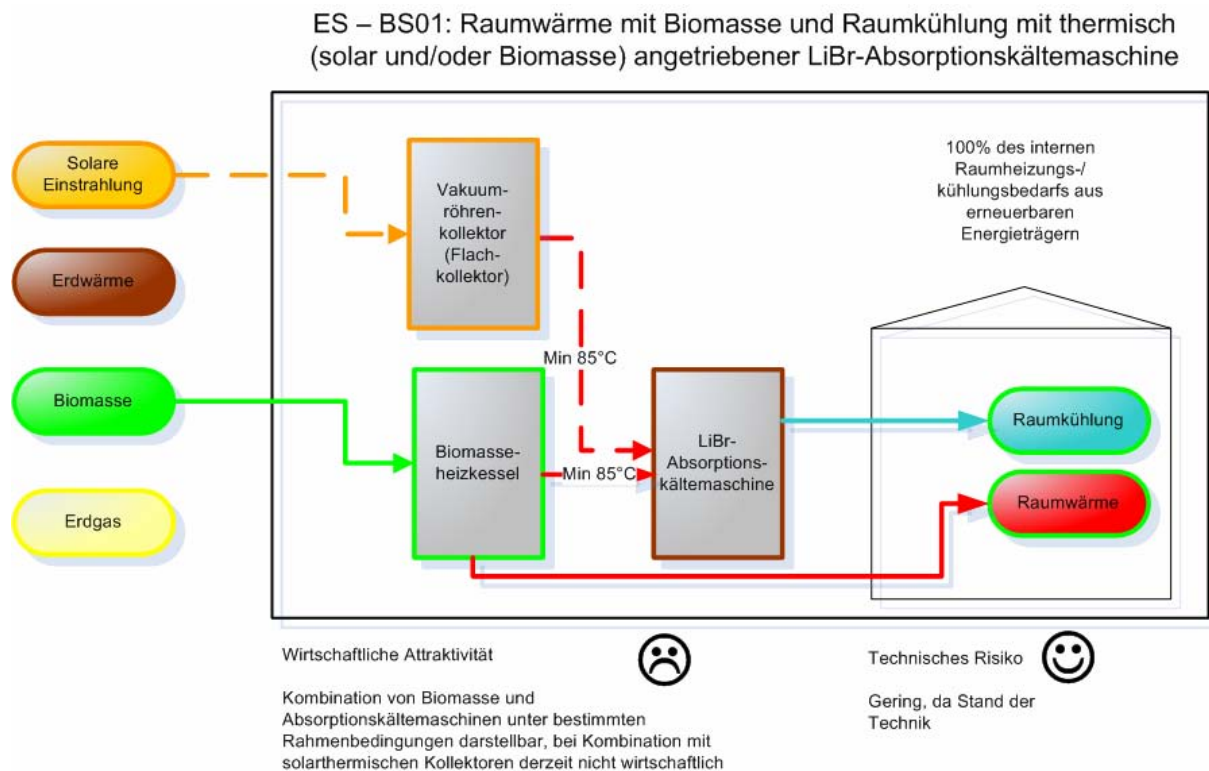 ES – BS01: Raumwärme mit Biomasse und Raumkühlung mit thermisch
(solar und/oder Biomasse) angetriebener LiBr-Absorptionskältemaschine
Solare
Einstrahlung
Erdwärme
Biomasse
Erdgas
Vakuum-
röhren-
kollektor
(Flach-
kollektor)
Min 85°C
Biomasse-
heizkessel
Min 85°C
LiBr-
Absorptions-
kältemaschine
100% des internen
Raumheizungs-/
kühlungsbedarfs aus
erneuerbaren
Energieträgern
Raumkühlung
Raumwärme
Wirtschaftliche Attraktivität
Kombination von Biomasse und
Absorptionskältemaschinen unter bestimmten
Rahmenbedingungen darstellbar, bei Kombination mit
solarthermischen Kollektoren derzeit nicht wirtschaftlich
Technisches Risiko
Gering, da Stand der
Technik